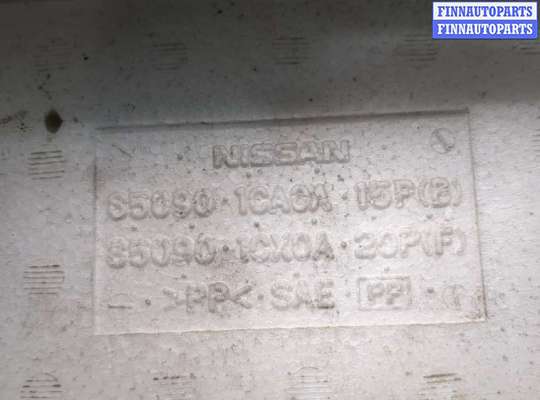 FINNAUTOPARTS
FINNAUTOPARTS
NISSAN
85090·1CA0A·15P(B)
85090·1CX0A·20P(F)
>PP<·SAE PP